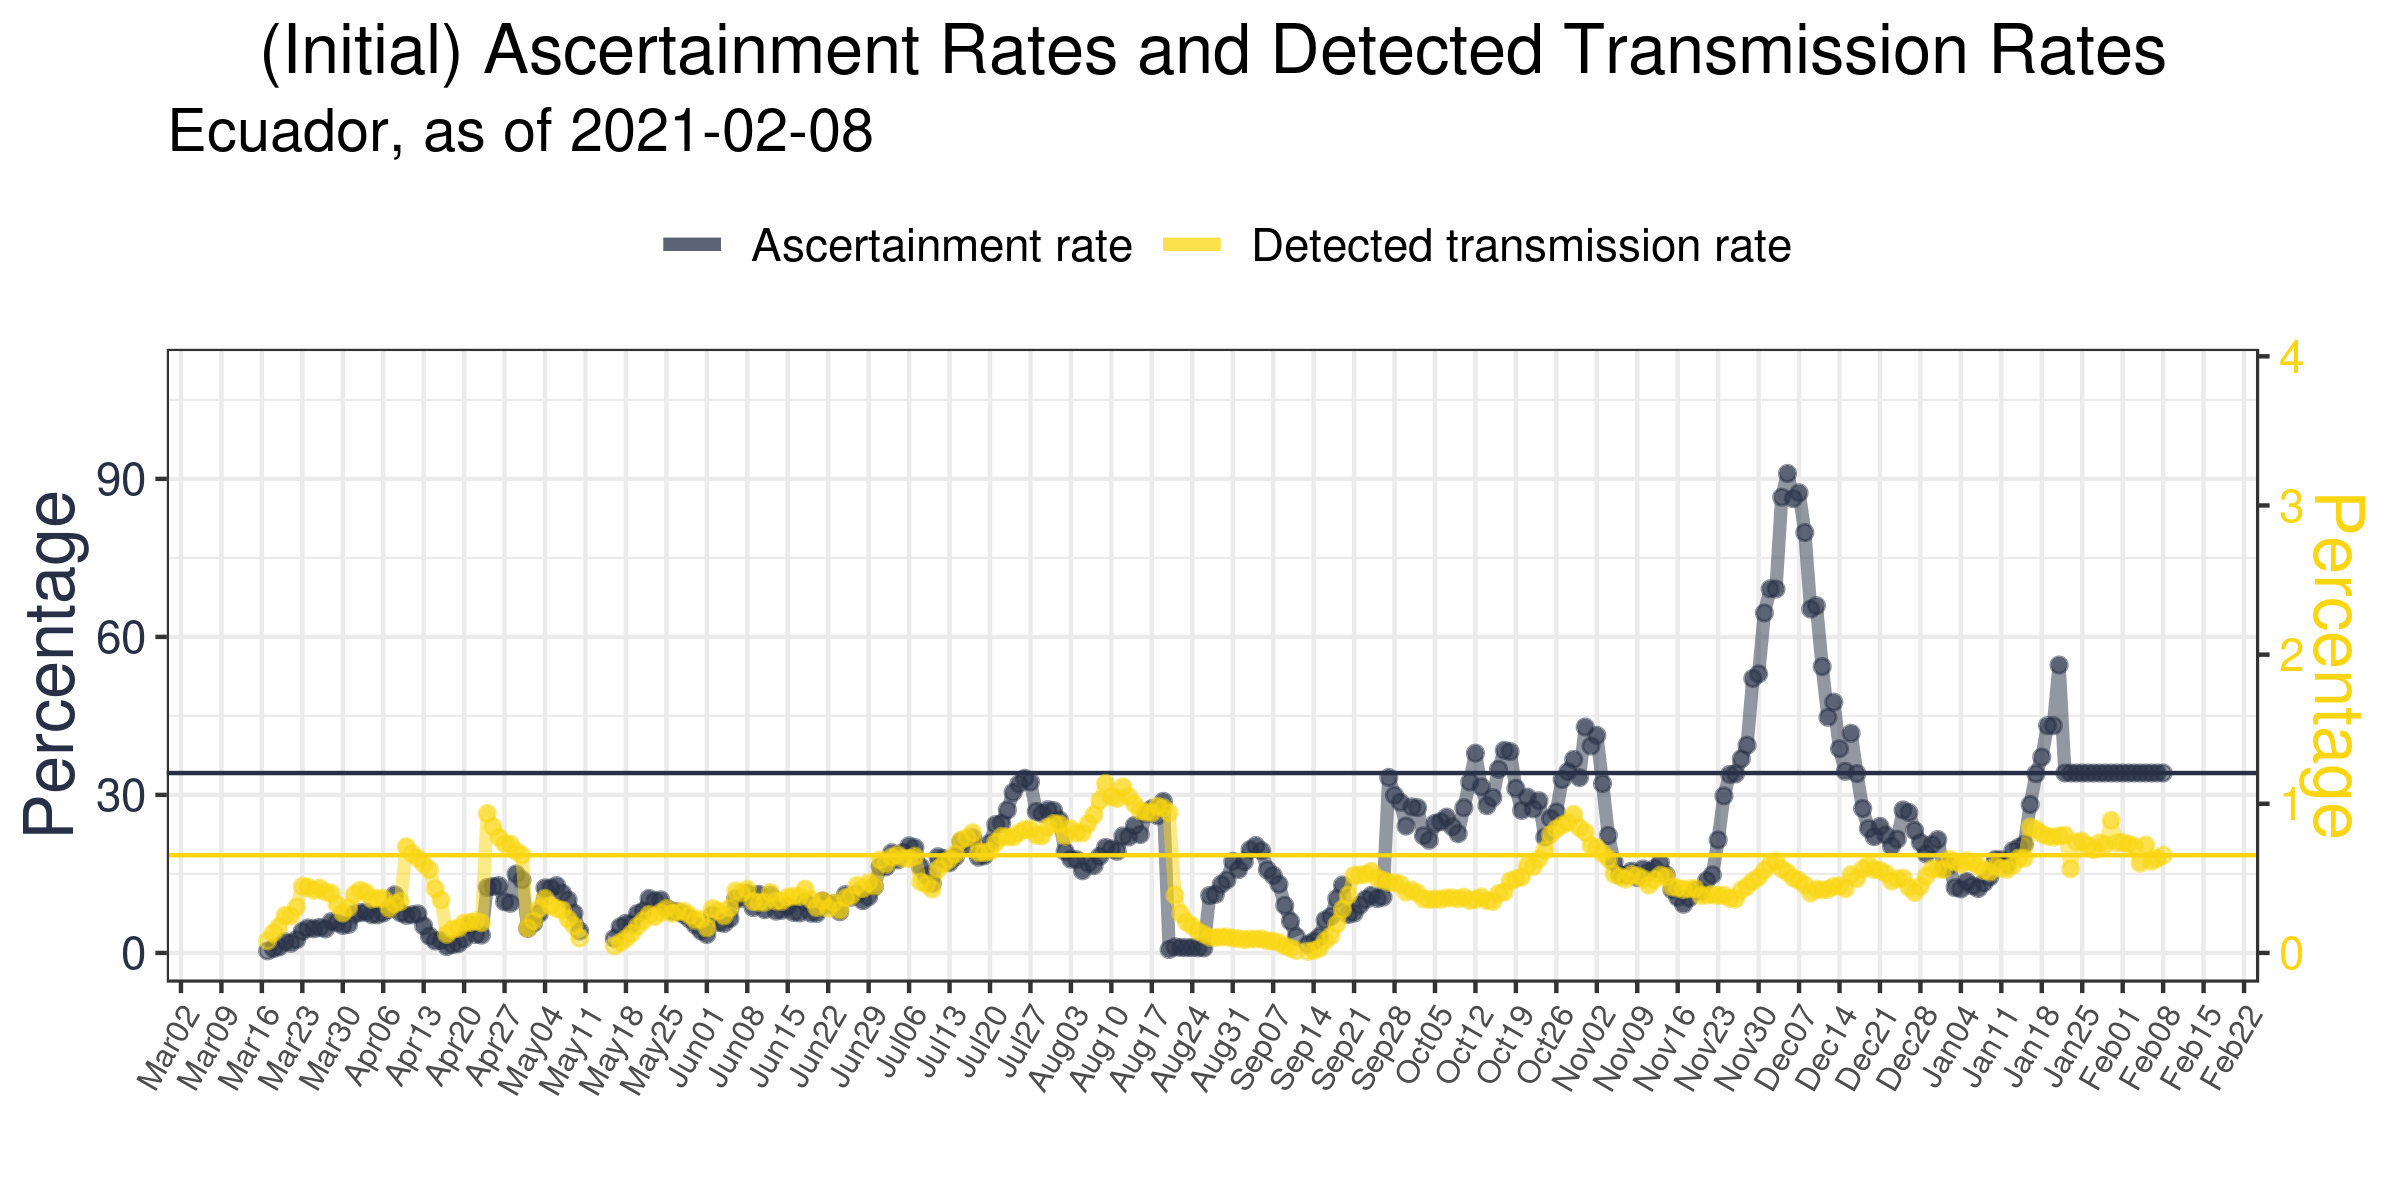 (Initial) Ascertainment Rates and Detected Transmission Rates
Ecuador, as of 2021-02-08
Ascertainment rate
Detected transmission rate
Percentage
90
60
30
0
4
3
2
1
0
Percentage
Mar02
Mar09
Mar16
Mar23
Mar30
Apr06
Apr13
Apr20
Apr27
May04
May11
May18
May25
Jun01
Jun08
Jun15
Jun22
Jun29
Jul06
Jul13
Jul20
Jul27
Aug03
Aug10
Aug17
Aug24
Aug31
Sep07
Sep14
Sep21
Sep28
Oct05
Oct12
Oct19
Oct26
Nov02
Nov09
Nov16
Nov23
Nov30
Dec07
Dec14
Dec21
Dec28
Jan04
Jan11
Jan18
Jan25
Feb01
Feb08
Feb15
Feb22